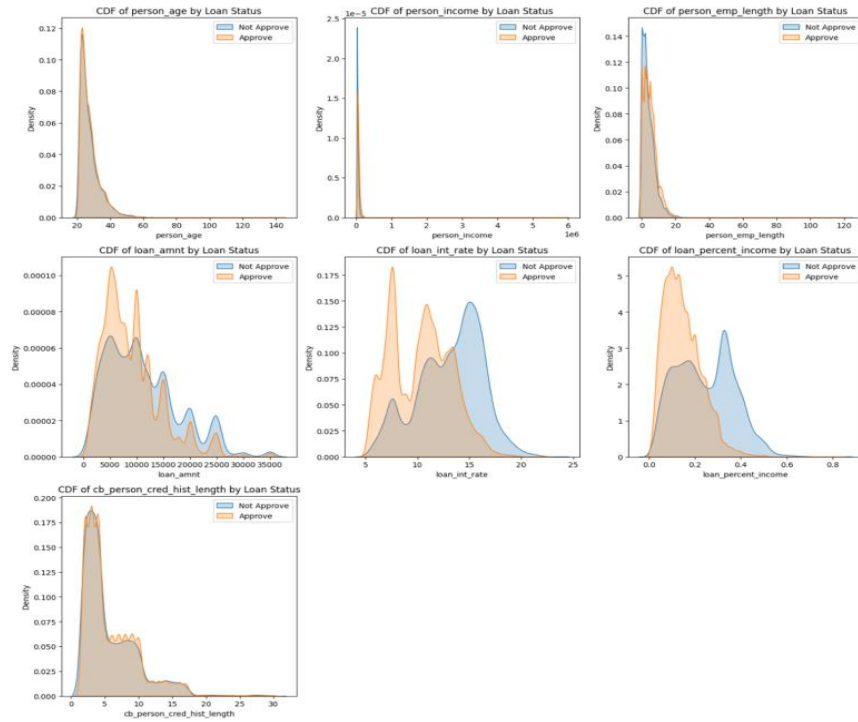 CDF of person_age by Loan Status
Not Approve
Approve
Density
0.12
0.10
0.08
0.06
0.04
0.02
0.00
20 40 60 80 100 120 140
person_age
CDF of person_income by Loan Status
1e-5
Not Approve
Approve
Density
2.5
2.0
1.5
1.0
0.5
0.0
0 1 2 3 4 5 6
1e6
person_income
CDF of person_emp_length by Loan Status
Not Approve
Approve
Density
0.14
0.12
0.10
0.08
0.06
0.04
0.02
0.00
0 20 40 60 80 100 120
person_emp_length
CDF of loan_amnt by Loan Status
Not Approve
Approve
Density
0.00010
0.00008
0.00006
0.00004
0.00002
0.00000
0 5000 10000 15000 20000 25000 30000 35000
loan_amnt
CDF of loan_int_rate by Loan Status
Not Approve
Approve
Density
0.175
0.150
0.125
0.100
0.075
0.050
0.025
0.000
5 10 15 20 25
loan_int_rate
CDF of loan_percent_income by Loan Status
Not Approve
Approve
Density
5
4
3
2
1
0
0.0 0.2 0.4 0.6 0.8
loan_percent_income
CDF of cb_person_cred_hist_length by Loan Status
Not Approve
Approve
Density
0.200
0.175
0.150
0.125
0.100
0.075
0.050
0.025
0.000
0 5 10 15 20 25 30
cb_person_cred_hist_length